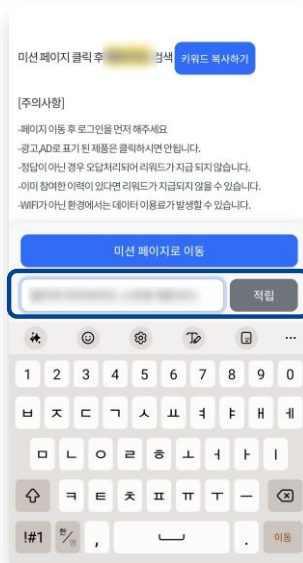 미션 페이지 클릭 후 검색 키워드 복사하기
[주의사항]
-페이지 이동 후 로그인을 먼저 해주세요
-광고,AD로 표기 된 제품은 클릭하시면 안됩니다.
-정답이 아닌 경우 오답처리되어 리워드가 지급 되지 않습니다.
-이미 참여한 이력이 있다면 리워드가 지급되지 않을 수 있습니다.
-WIFI가 아닌 환경에서는 데이터 이용료가 발생할 수 있습니다.
미션 페이지로 이동
적립
1 2 3 4 5 6 7 8 9 0
ㅂ ㅈ ㄷ ㄱ ㅅ ㅛ ㅕ ㅑ ㅐ ㅔ
ㅁ ㄴ ㅇ ㄹ ㅎ ㅗ ㅓ ㅏ ㅣ
ㅋ ㅌ ㅊ ㅍ ㅠ ㅜ ㅡ
!#1 한/영 , . 이동